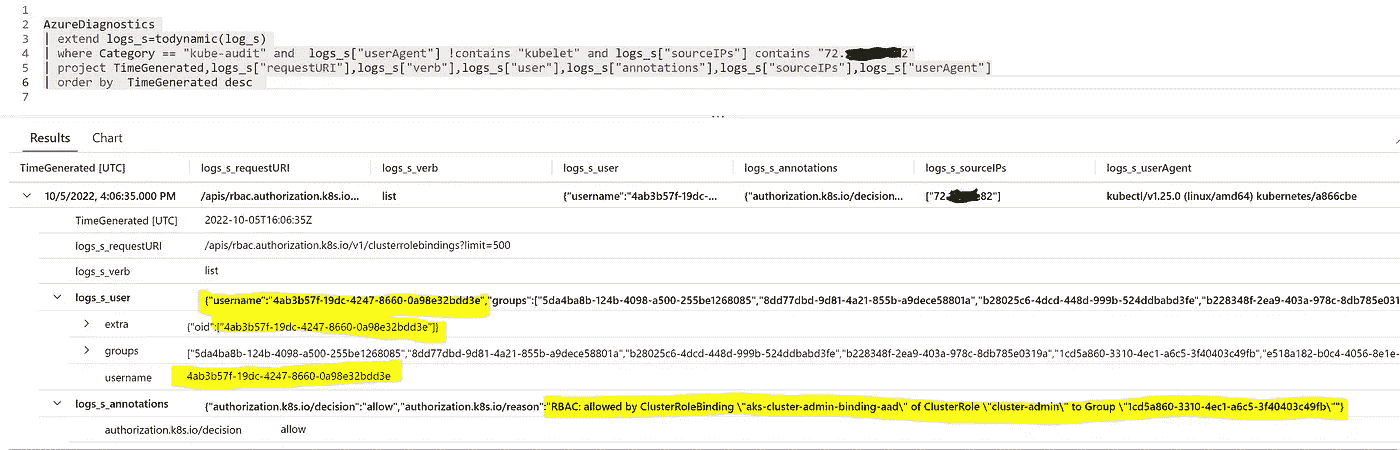 1
2 AzureDiagnostics
3 | extend logs_s=todynamic(log_s)
4 | where Category == "kube-audit" and logs_s["userAgent"] !contains "kubelet" and logs_s["sourceIPs"] contains "72. 2"
5 | project TimeGenerated,logs_s["requestURI"],logs_s["verb"],logs_s["user"],logs_s["annotations"],logs_s["sourceIPs"],logs_s["userAgent"]
6 | order by TimeGenerated desc
7
...
Results Chart
TimeGenerated [UTC] logs_s_requestURI logs_s_verb logs_s_user logs_s_annotations logs_s_sourceIPs logs_s_userAgent
10/5/2022, 4:06:35.000 PM /apis/rbac.authorization.k8s.io... list {"username":"4ab3b57f-19dc-4247-8660-... {"authorization.k8s.io/decision... ["72. 82"] kubectl/v1.25.0 (linux/amd64) kubernetes/a866cbe
TimeGenerated [UTC] 2022-10-05T16:06:35Z
logs_s_requestURI /apis/rbac.authorization.k8s.io/v1/clusterrolebindings?limit=500
logs_s_verb list
logs_s_user {"username":"4ab3b57f-19dc-4247-8660-0a98e32bdd3e","groups":["5da4ba8b-124b-4098-a500-255be1268085","8dd77dbd-9d81-4a21-855b-a9dece58801a","b28025c6-4dcd-448d-999b-524ddbabd3fe","b228348f-2ea9-403a-978c-8db785e031
extra {"oid":["4ab3b57f-19dc-4247-8660-0a98e32bdd3e"]}
groups ["5da4ba8b-124b-4098-a500-255be1268085","8dd77dbd-9d81-4a21-855b-a9dece58801a","b28025c6-4dcd-448d-999b-524ddbabd3fe","b228348f-2ea9-403a-978c-8db785e0319a","1cd5a860-3310-4ec1-a6c5-3f40403c49fb","e518a182-b0c4-4056-8e1e-
username 4ab3b57f-19dc-4247-8660-0a98e32bdd3e
logs_s_annotations {"authorization.k8s.io/decision":"allow","authorization.k8s.io/reason":"RBAC: allowed by ClusterRoleBinding \"aks-cluster-admin-binding-aad\" of ClusterRole \"cluster-admin\" to Group \"1cd5a860-3310-4ec1-a6c5-3f40403c49fb\""}
authorization.k8s.io/decision allow